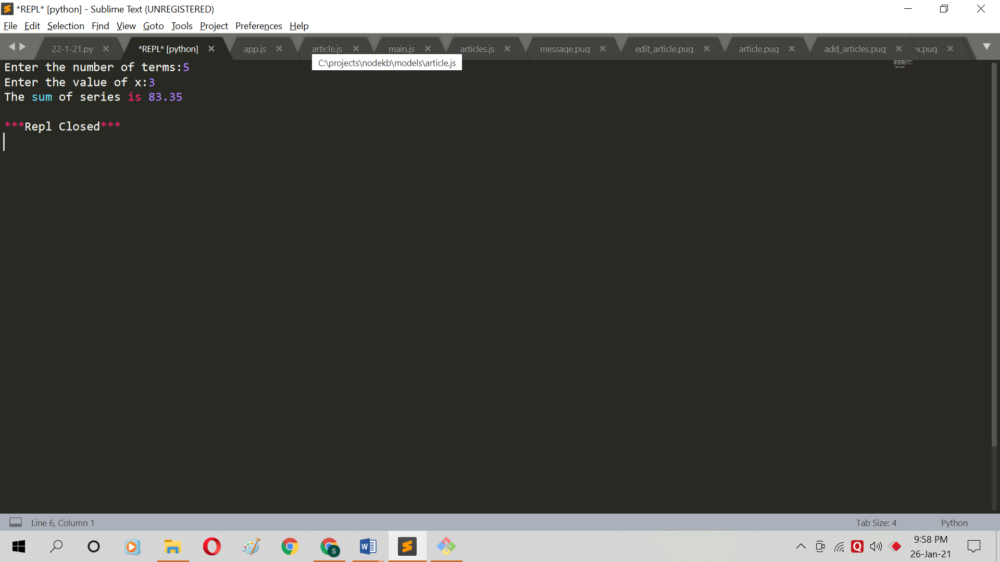 *REPL* [python] - Sublime Text (UNREGISTERED)
File Edit Selection Find View Goto Tools Project Preferences Help
22-1-21.py *REPL* [python] app.js article.js main.js articles.js message.pug edit_article.pug article.pug add_articles.pug x.pug
C:\projects\nodekb\models\article.js
Enter the number of terms:5
Enter the value of x:3
The sum of series is 83.35
***Repl Closed***
Line 6, Column 1
Tab Size: 4
Python
9:58 PM
26-Jan-21